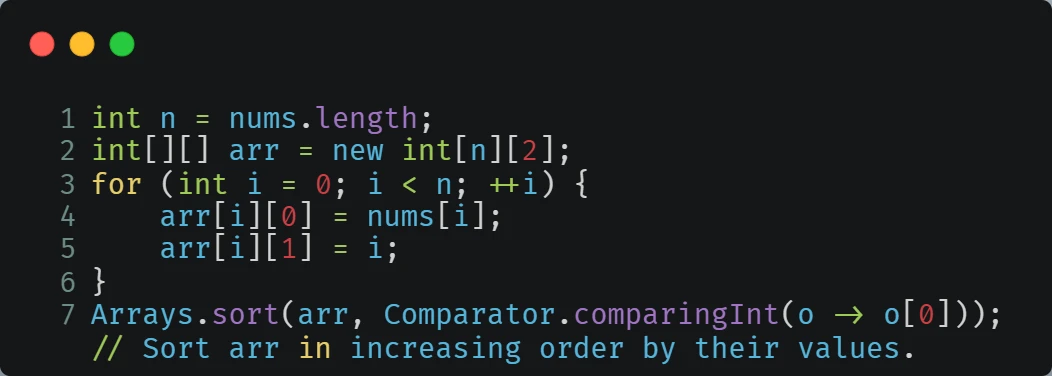 1 int n = nums.length;
2 int[][] arr = new int[n][2];
3 for (int i = 0; i < n; ++i) {
4     arr[i][0] = nums[i];
5     arr[i][1] = i;
6 }
7 Arrays.sort(arr, Comparator.comparingInt(o -> o[0]));
// Sort arr in increasing order by their values.